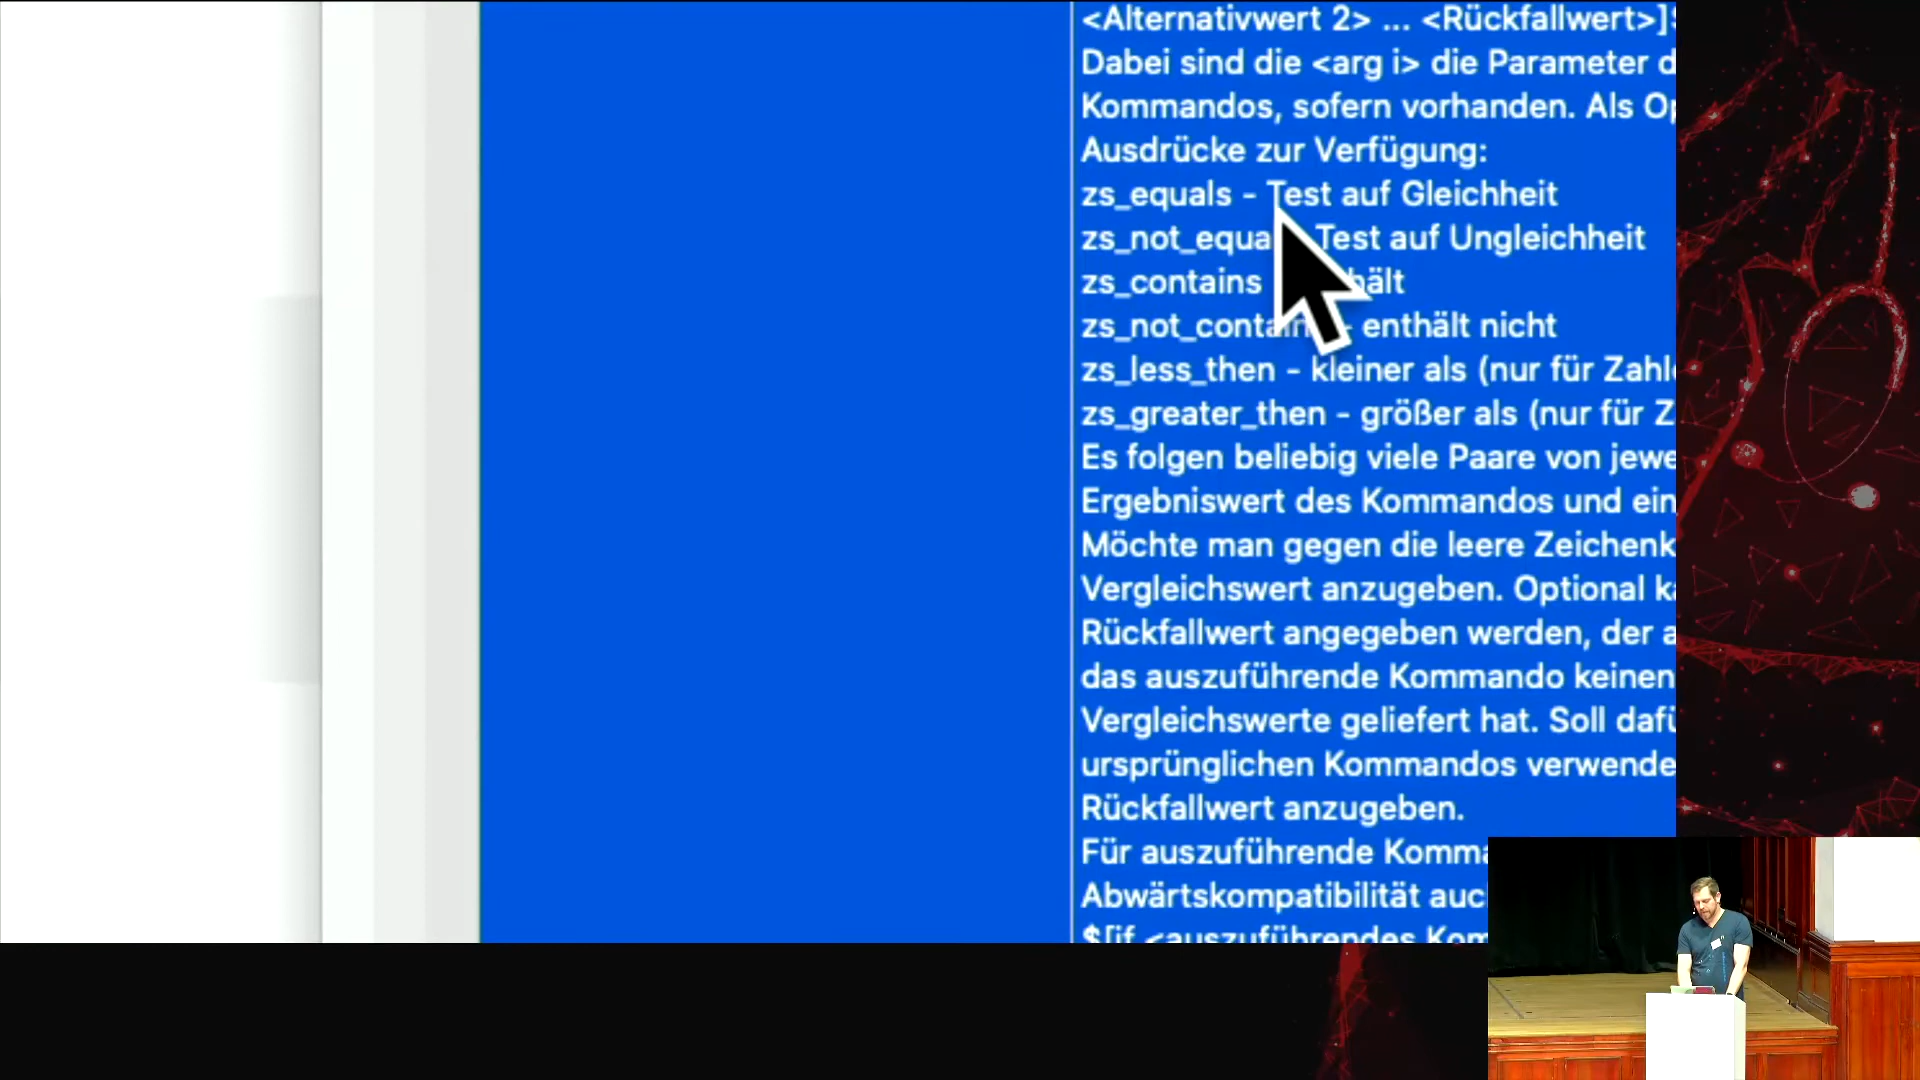 <Alternativwert 2> ... <Rückfallwert>]
Dabei sind die <arg i> die Parameter
Kommandos, sofern vorhanden. Als
Ausdrücke zur Verfügung:
zs_equals - Test auf Gleichheit
zs_not_equa Test auf Ungleichheit
zs_contains hält
zs_not_contain - enthält nicht
zs_less_then - kleiner als (nur für Zahl
zs_greater_then - größer als (nur für Z
Es folgen beliebig viele Paare von jewe
Ergebniswert des Kommandos und ein
Möchte man gegen die leere Zeichenk
Vergleichswert anzugeben. Optional k
Rückfallwert angegeben werden, der a
das auszuführende Kommando keinen
Vergleichswerte geliefert hat. Soll daf
ursprünglichen Kommandos verwende
Rückfallwert anzugeben.
Für auszuführende Komm
Abwärtskompatibilität auc
$[if <auszuführendes Kom